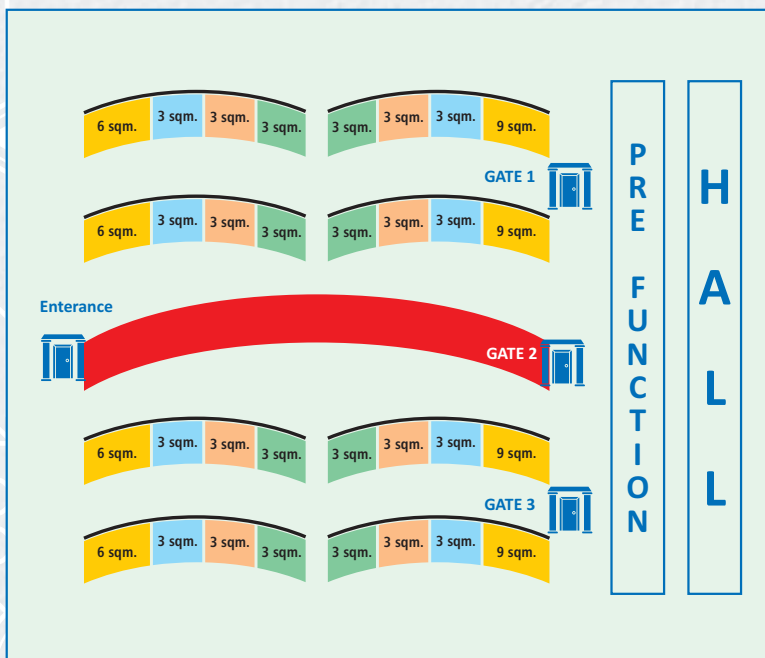 6 sqm. 3 sqm. 3 sqm. 3 sqm. 3 sqm. 3 sqm. 3 sqm. 9 sqm.
GATE 1
6 sqm. 3 sqm. 3 sqm. 3 sqm. 3 sqm. 3 sqm. 3 sqm. 9 sqm.
Enterance
GATE 2
6 sqm. 3 sqm. 3 sqm. 3 sqm. 3 sqm. 3 sqm. 3 sqm. 9 sqm.
GATE 3
6 sqm. 3 sqm. 3 sqm. 3 sqm. 3 sqm. 3 sqm. 3 sqm. 9 sqm.
PRE FUNCTION
HALL